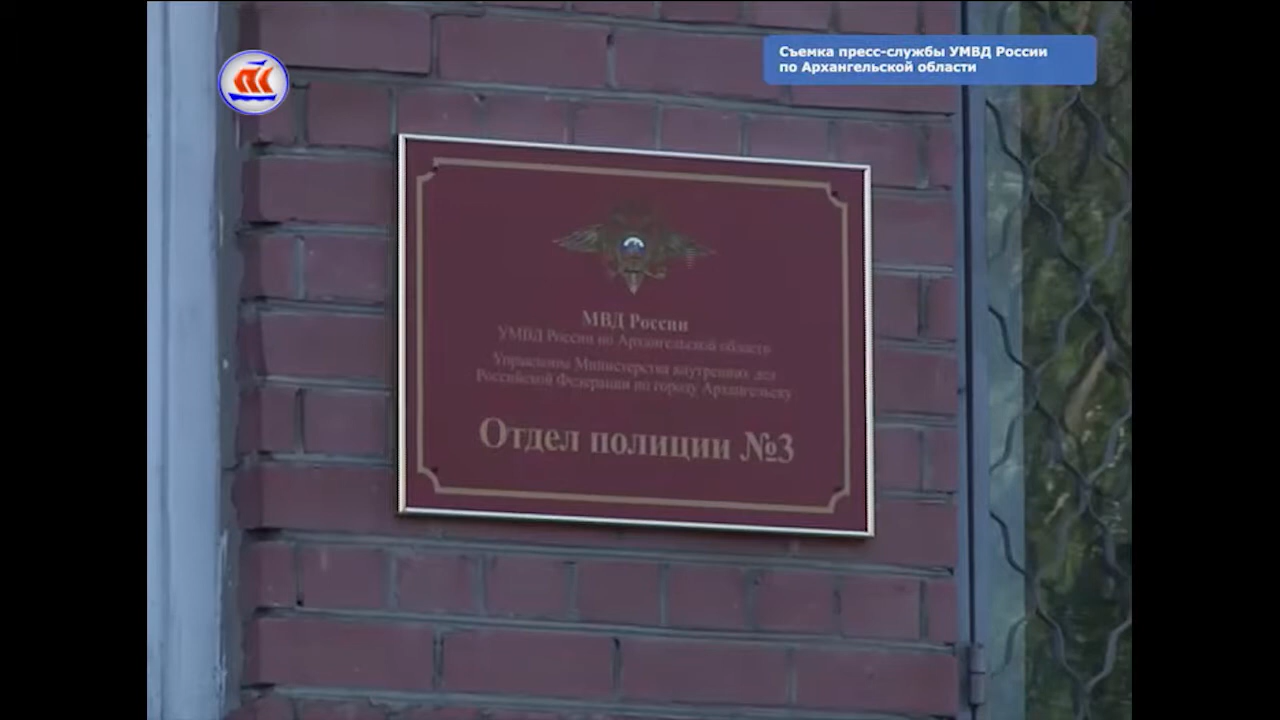 Съемка пресс-службы УМВД России
по Архангельской области
МВД России
УМВД России по Архангельской области
Управление Министерства внутренних дел
Российской Федерации по городу Архангельску
Отдел полиции №3